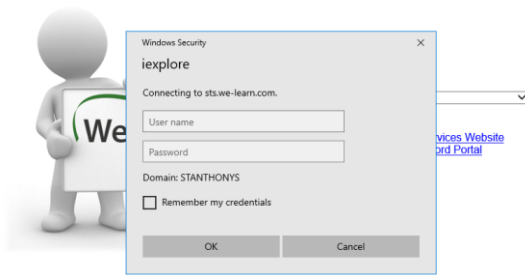 Windows Security
iexplore
Connecting to sts.we-learn.com.
User name
Password
Domain: STANTHONYS
Remember my credentials
OK Cancel
We
vices Website
ord Portal